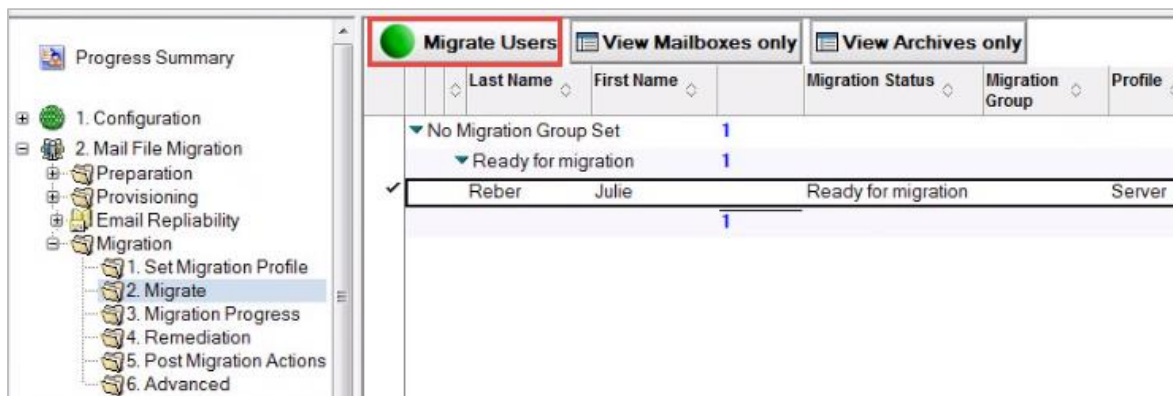 Progress Summary
1. Configuration
2. Mail File Migration
Preparation
Provisioning
Email Repliability
Migration
1. Set Migration Profile
2. Migrate
3. Migration Progress
4. Remediation
5. Post Migration Actions
6. Advanced
Migrate Users View Mailboxes only View Archives only
Last Name First Name Migration Status Migration Group Profile
No Migration Group Set 1
Ready for migration 1
Reber Julie Ready for migration Server
1